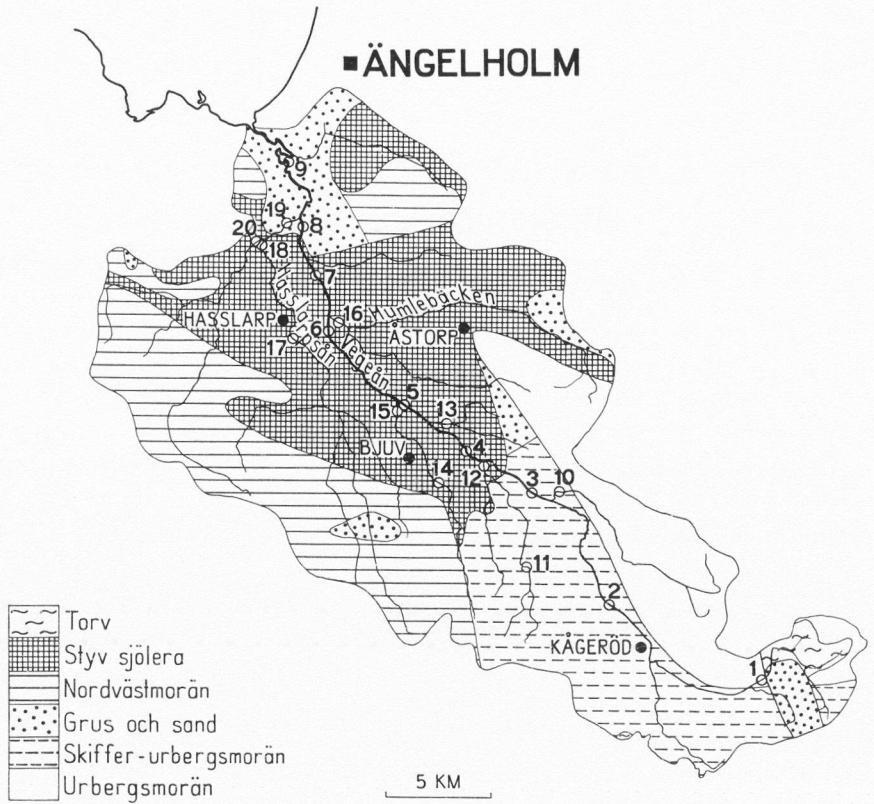 ÄNGELHOLM
9
19
8
20
18
7
Hasslarpsån
Humlebäcken
16
HASSLARP
6
ÅSTORP
17
Vegeån
5
15
13
BJUV
4
14
12
3
10
11
2
KÅGERÖD
1
Torv
Styv sjölera
Nordvästmorän
Grus och sand
Skiffer-urbergsmorän
Urbergsmorän
5 KM